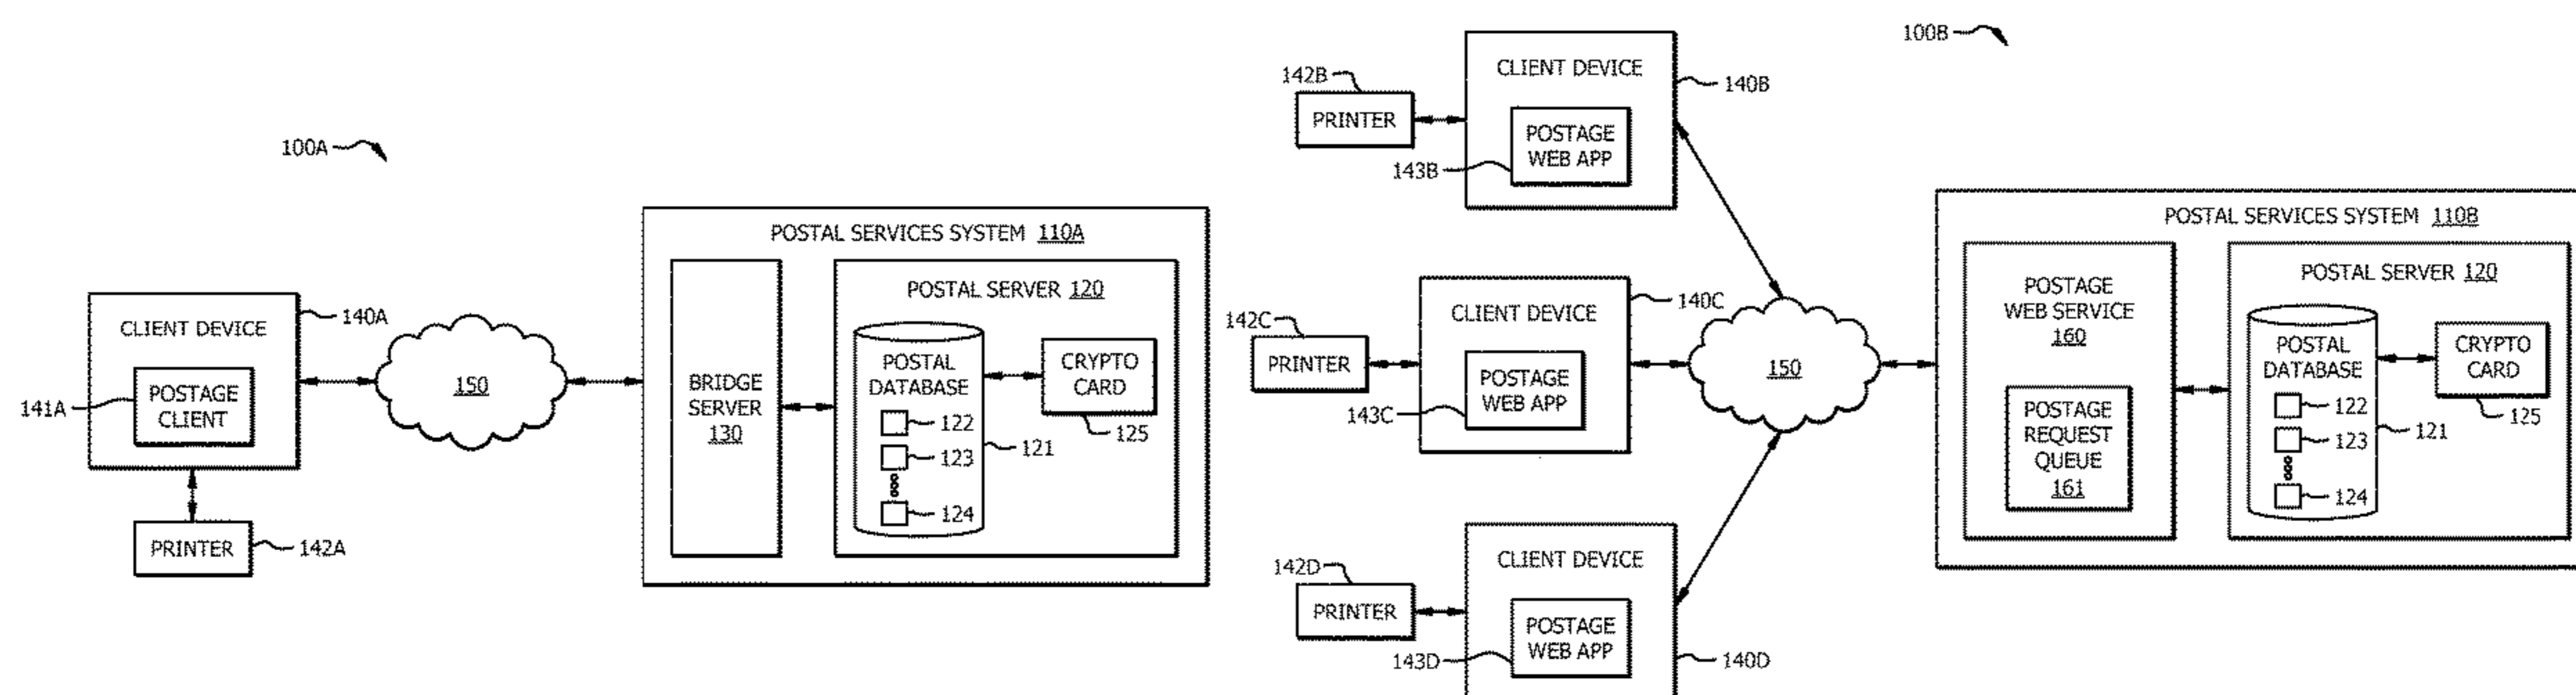 100A
CLIENT DEVICE
140A
POSTAGE
CLIENT
141A
PRINTER
142A
150
POSTAL SERVICES SYSTEM 110A
BRIDGE
SERVER
130
POSTAL SERVER 120
POSTAL
DATABASE
122
123
124
121
CRYPTO
CARD
125
100B
142B
PRINTER
CLIENT DEVICE
140B
POSTAGE
WEB APP
143B
142C
PRINTER
CLIENT DEVICE
140C
POSTAGE
WEB APP
143C
142D
PRINTER
CLIENT DEVICE
POSTAGE
WEB APP
143D
140D
150
POSTAL SERVICES SYSTEM 110B
POSTAGE
WEB SERVICE
160
POSTAGE
REQUEST
QUEUE
161
POSTAL SERVER 120
POSTAL
DATABASE
122
123
124
121
CRYPTO
CARD
125